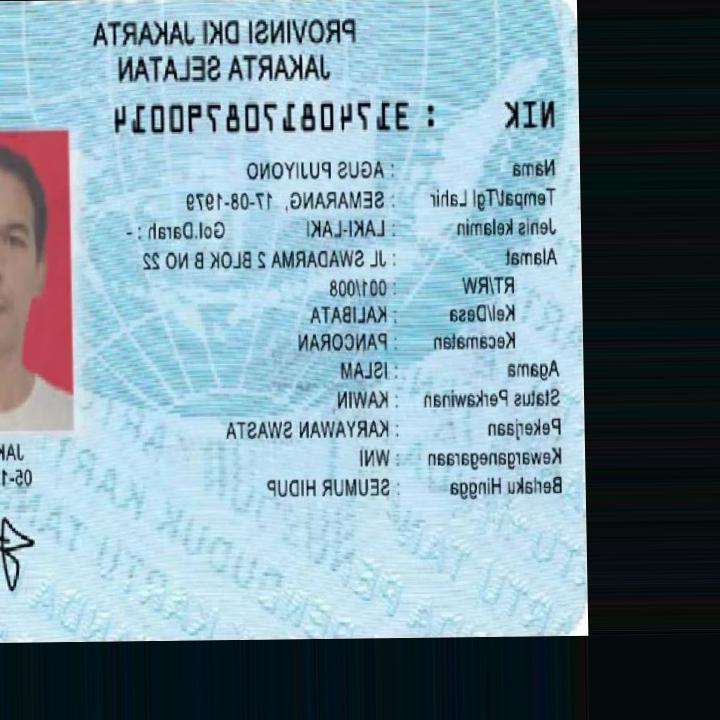 PROVINSI DKI JAKARTA
JAKARTA SELATAN
NIK : 3174081708790014
Nama : AGUS PUJIYONO
Tempat/Tgl Lahir : SEMARANG, 17-08-1979
Jenis kelamin : LAKI-LAKI Gol.Darah : -
Alamat : JL SWADARMA 2 BLOK B NO 22
RT/RW : 001/008
Kel/Desa : KALIBATA
Kecamatan : PANCORAN
Agama : ISLAM
Status Perkawinan : KAWIN
Pekerjaan : KARYAWAN SWASTA
Kewarganegaraan : WNI
Berlaku Hingga : SEUMUR HIDUP
JAK
05-1